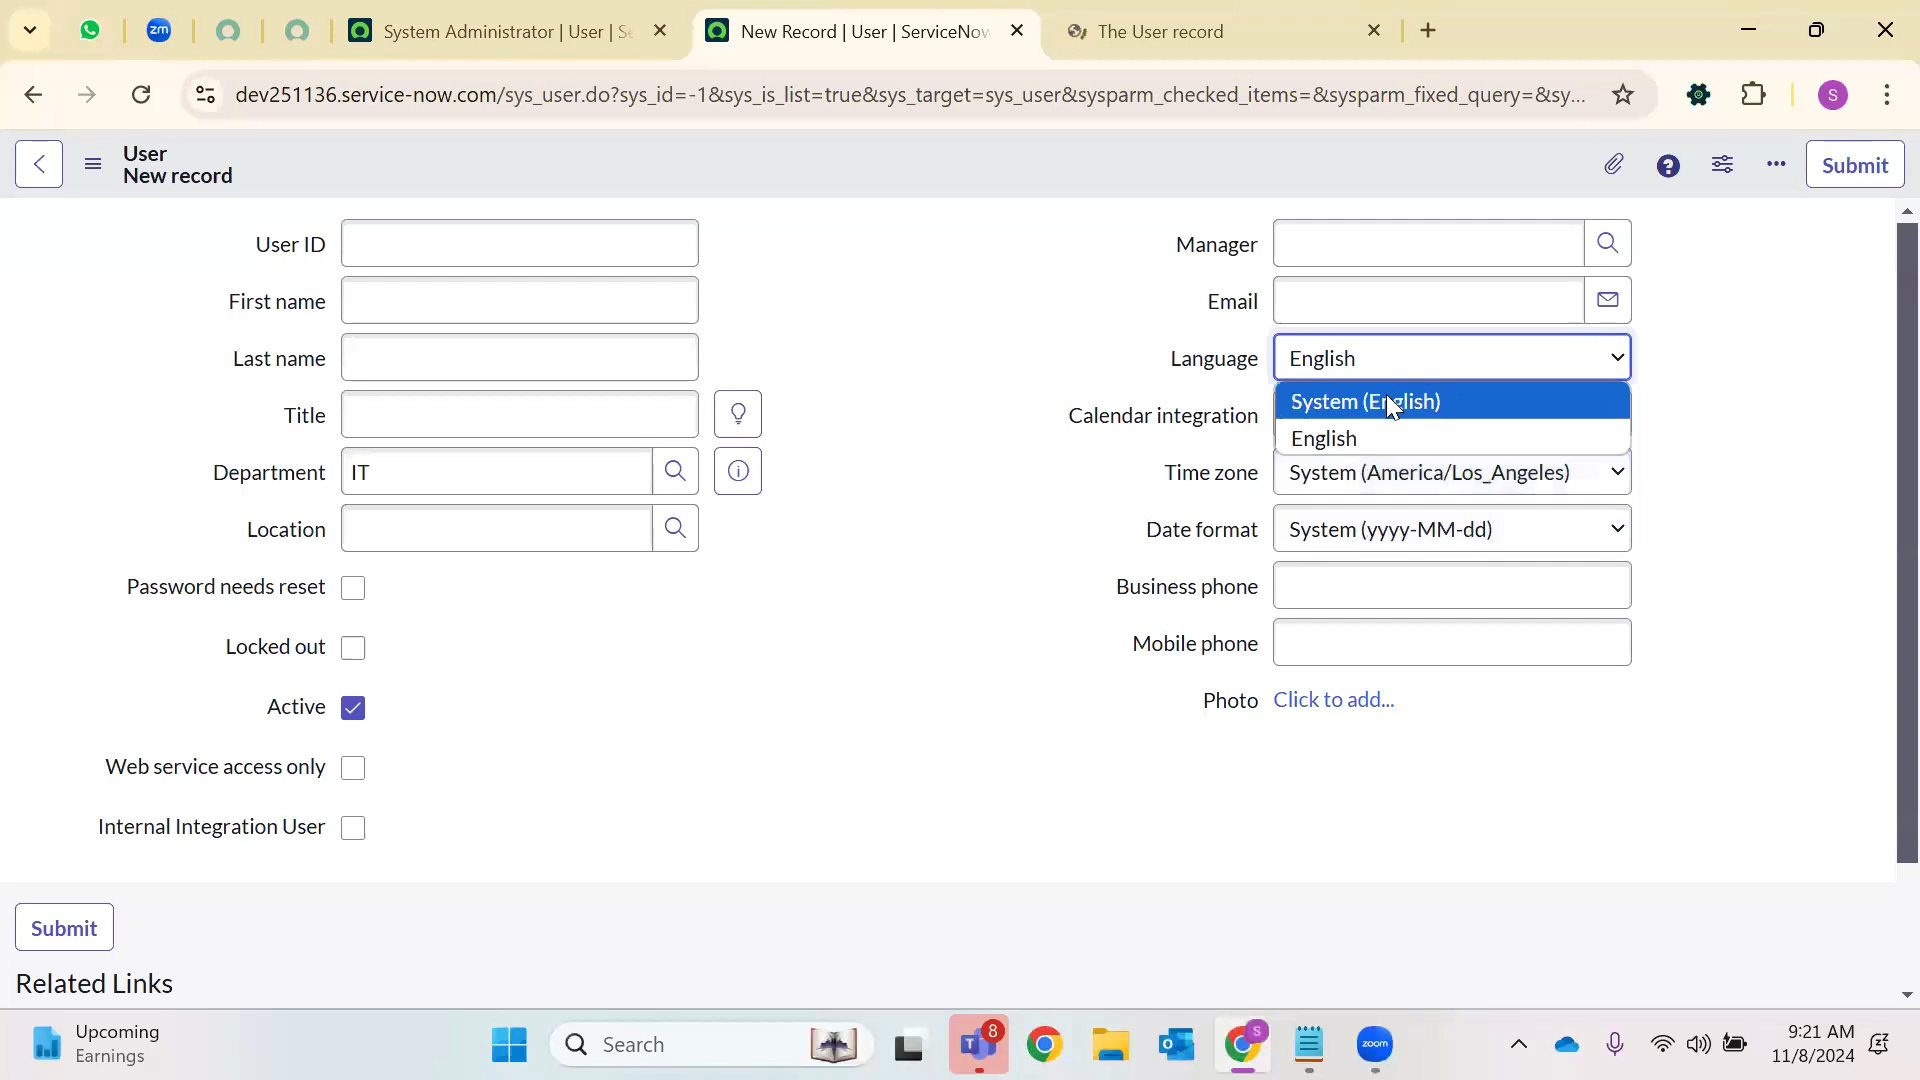 zm
System Administrator | User | Se
New Record | User | ServiceNow
The User record
dev251136.service-now.com/sys_user.do?sys_id=-1&sys_is_list=true&sys_target=sys_user&sysparm_checked_items=&sysparm_fixed_query=&sy...
S
User
New record
Submit
User ID
First name
Last name
Title
Department
IT
Location
Password needs reset
Locked out
Active
Web service access only
Internal Integration User
Manager
Email
Language
English
System (English)
English
Calendar integration
Time zone
System (America/Los_Angeles)
Date format
System (yyyy-MM-dd)
Business phone
Mobile phone
Photo
Click to add...
Submit
Related Links
Upcoming
Earnings
Search
8
S
zoom
9:21 AM
11/8/2024